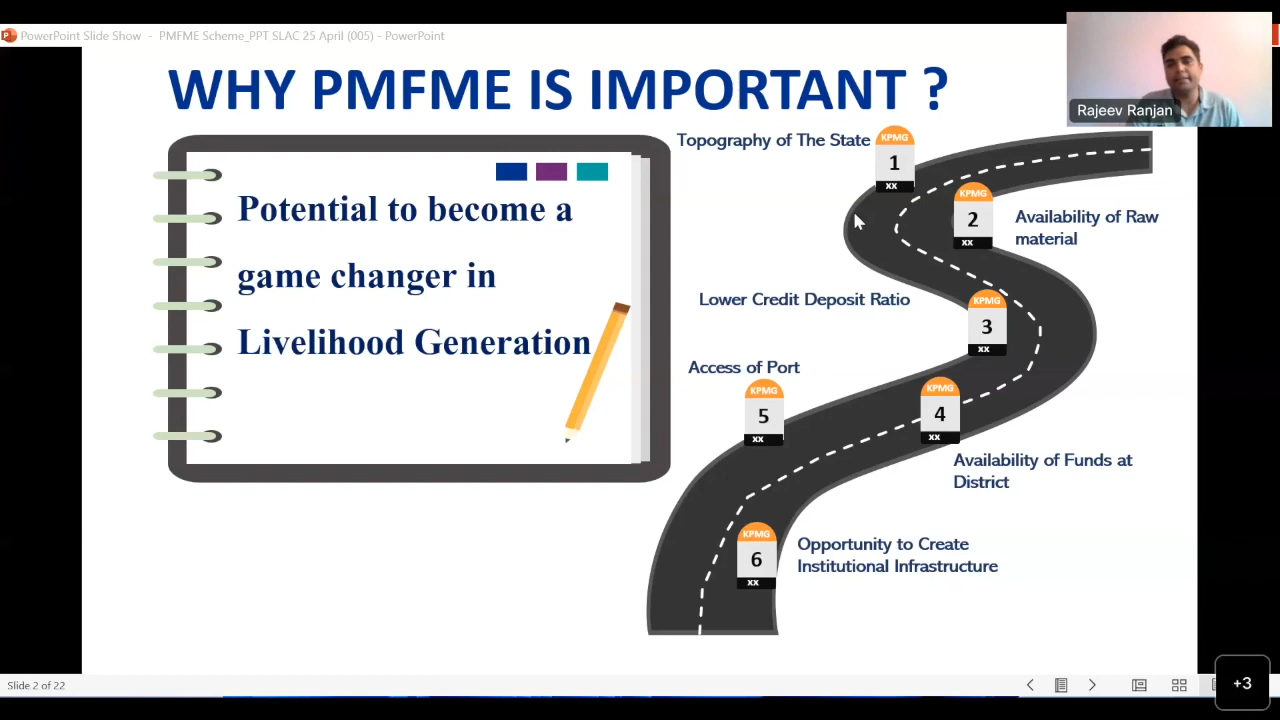 PowerPoint Slide Show - PMFME Scheme_PPT SLAC 25 April (005) - PowerPoint
WHY PMFME IS IMPORTANT ?
Rajeev Ranjan
Potential to become a
game changer in
Livelihood Generation
Topography of The State
KPMG
1
xx
KPMG
2
xx
Availability of Raw
material
Lower Credit Deposit Ratio
KPMG
3
xx
Access of Port
KPMG
5
xx
KPMG
4
xx
Availability of Funds at
District
KPMG
6
xx
Opportunity to Create
Institutional Infrastructure
Slide 2 of 22
+3